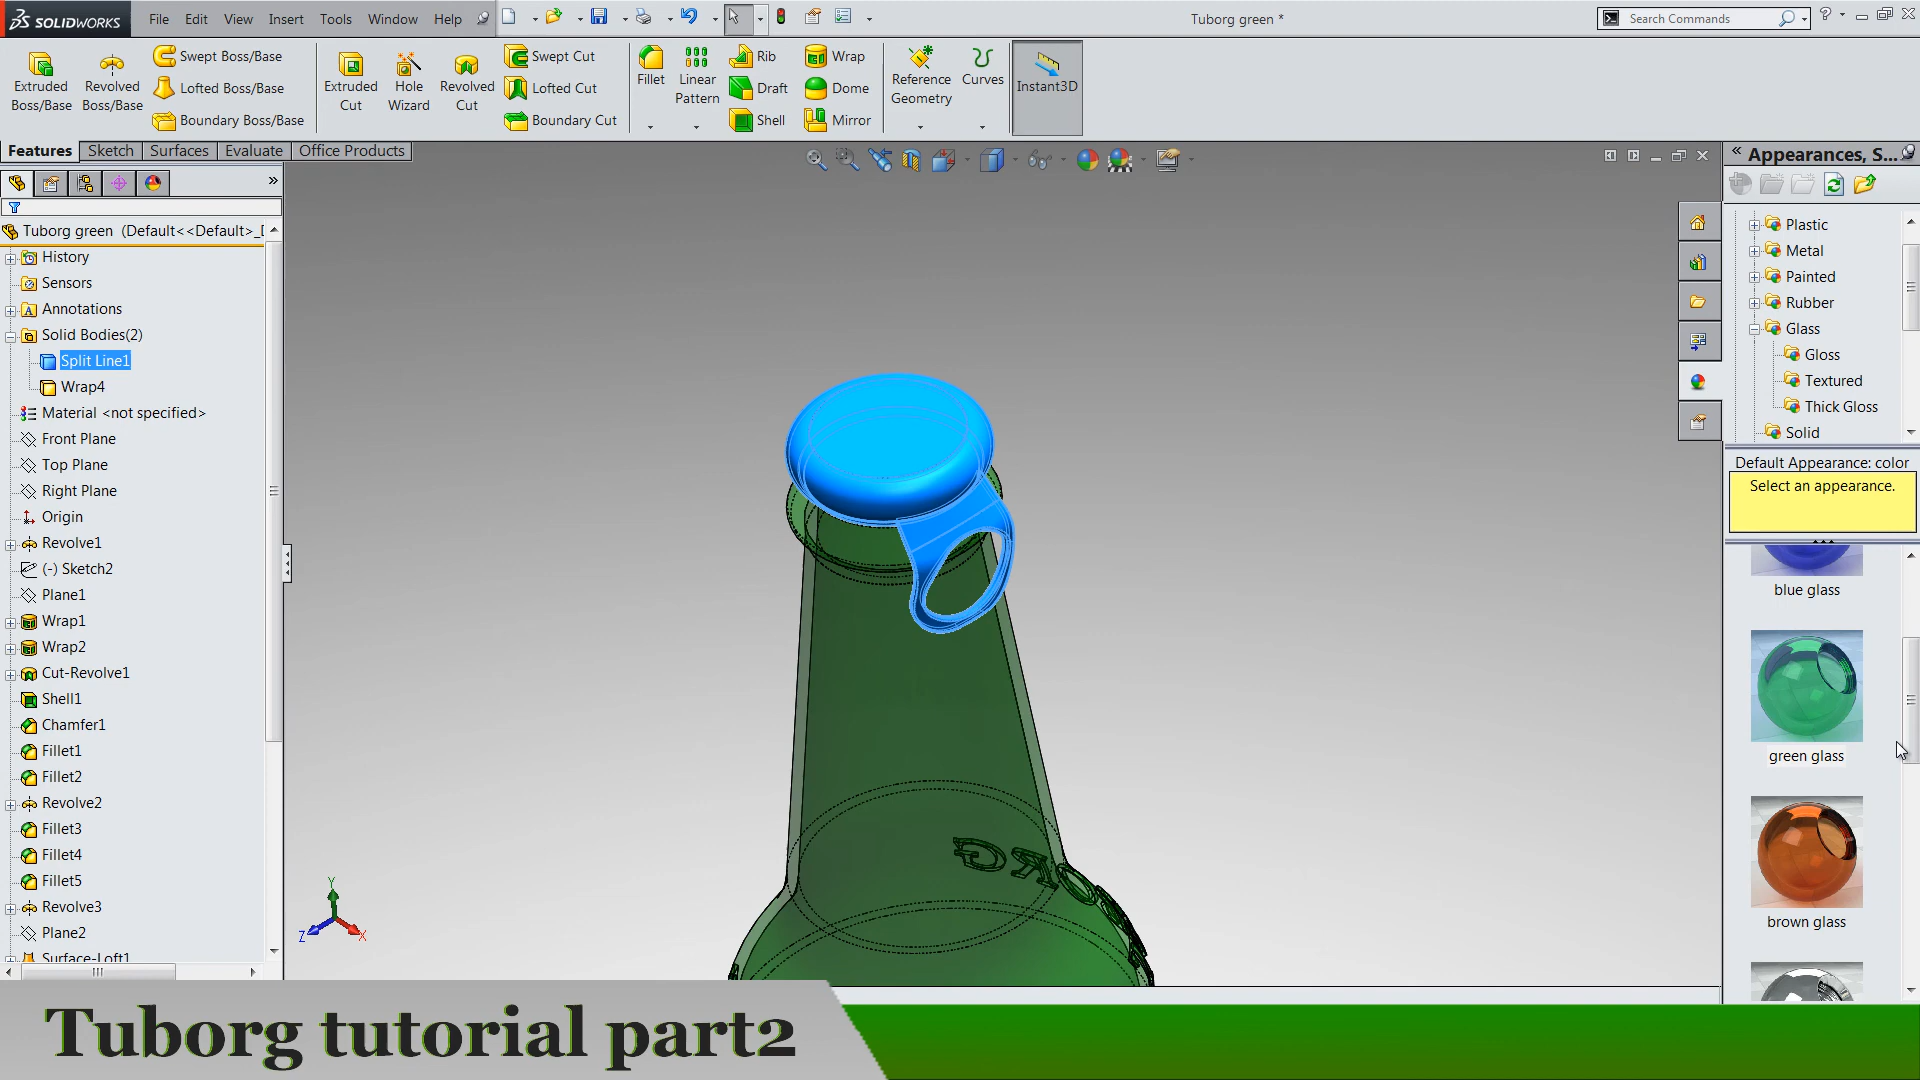 SOLIDWORKS
File Edit View Insert Tools Window Help
Tuborg green *
Search Commands
Extruded Boss/Base
Revolved Boss/Base
Swept Boss/Base
Lofted Boss/Base
Boundary Boss/Base
Extruded Cut
Hole Wizard
Revolved Cut
Swept Cut
Lofted Cut
Boundary Cut
Fillet
Linear Pattern
Rib
Draft
Shell
Wrap
Dome
Mirror
Reference Geometry
Curves
Instant3D
Features Sketch Surfaces Evaluate Office Products
Tuborg green (Default<<Default>_
History
Sensors
Annotations
Solid Bodies(2)
Split Line1
Wrap4
Material <not specified>
Front Plane
Top Plane
Right Plane
Origin
Revolve1
(-) Sketch2
Plane1
Wrap1
Wrap2
Cut-Revolve1
Shell1
Chamfer1
Fillet1
Fillet2
Revolve2
Fillet3
Fillet4
Fillet5
Revolve3
Plane2
Surface-Loft1
Y
Z
X
Appearances, S...
Plastic
Metal
Painted
Rubber
Glass
Gloss
Textured
Thick Gloss
Solid
Default Appearance: color
Select an appearance.
blue glass
green glass
brown glass
Tuborg tutorial part2